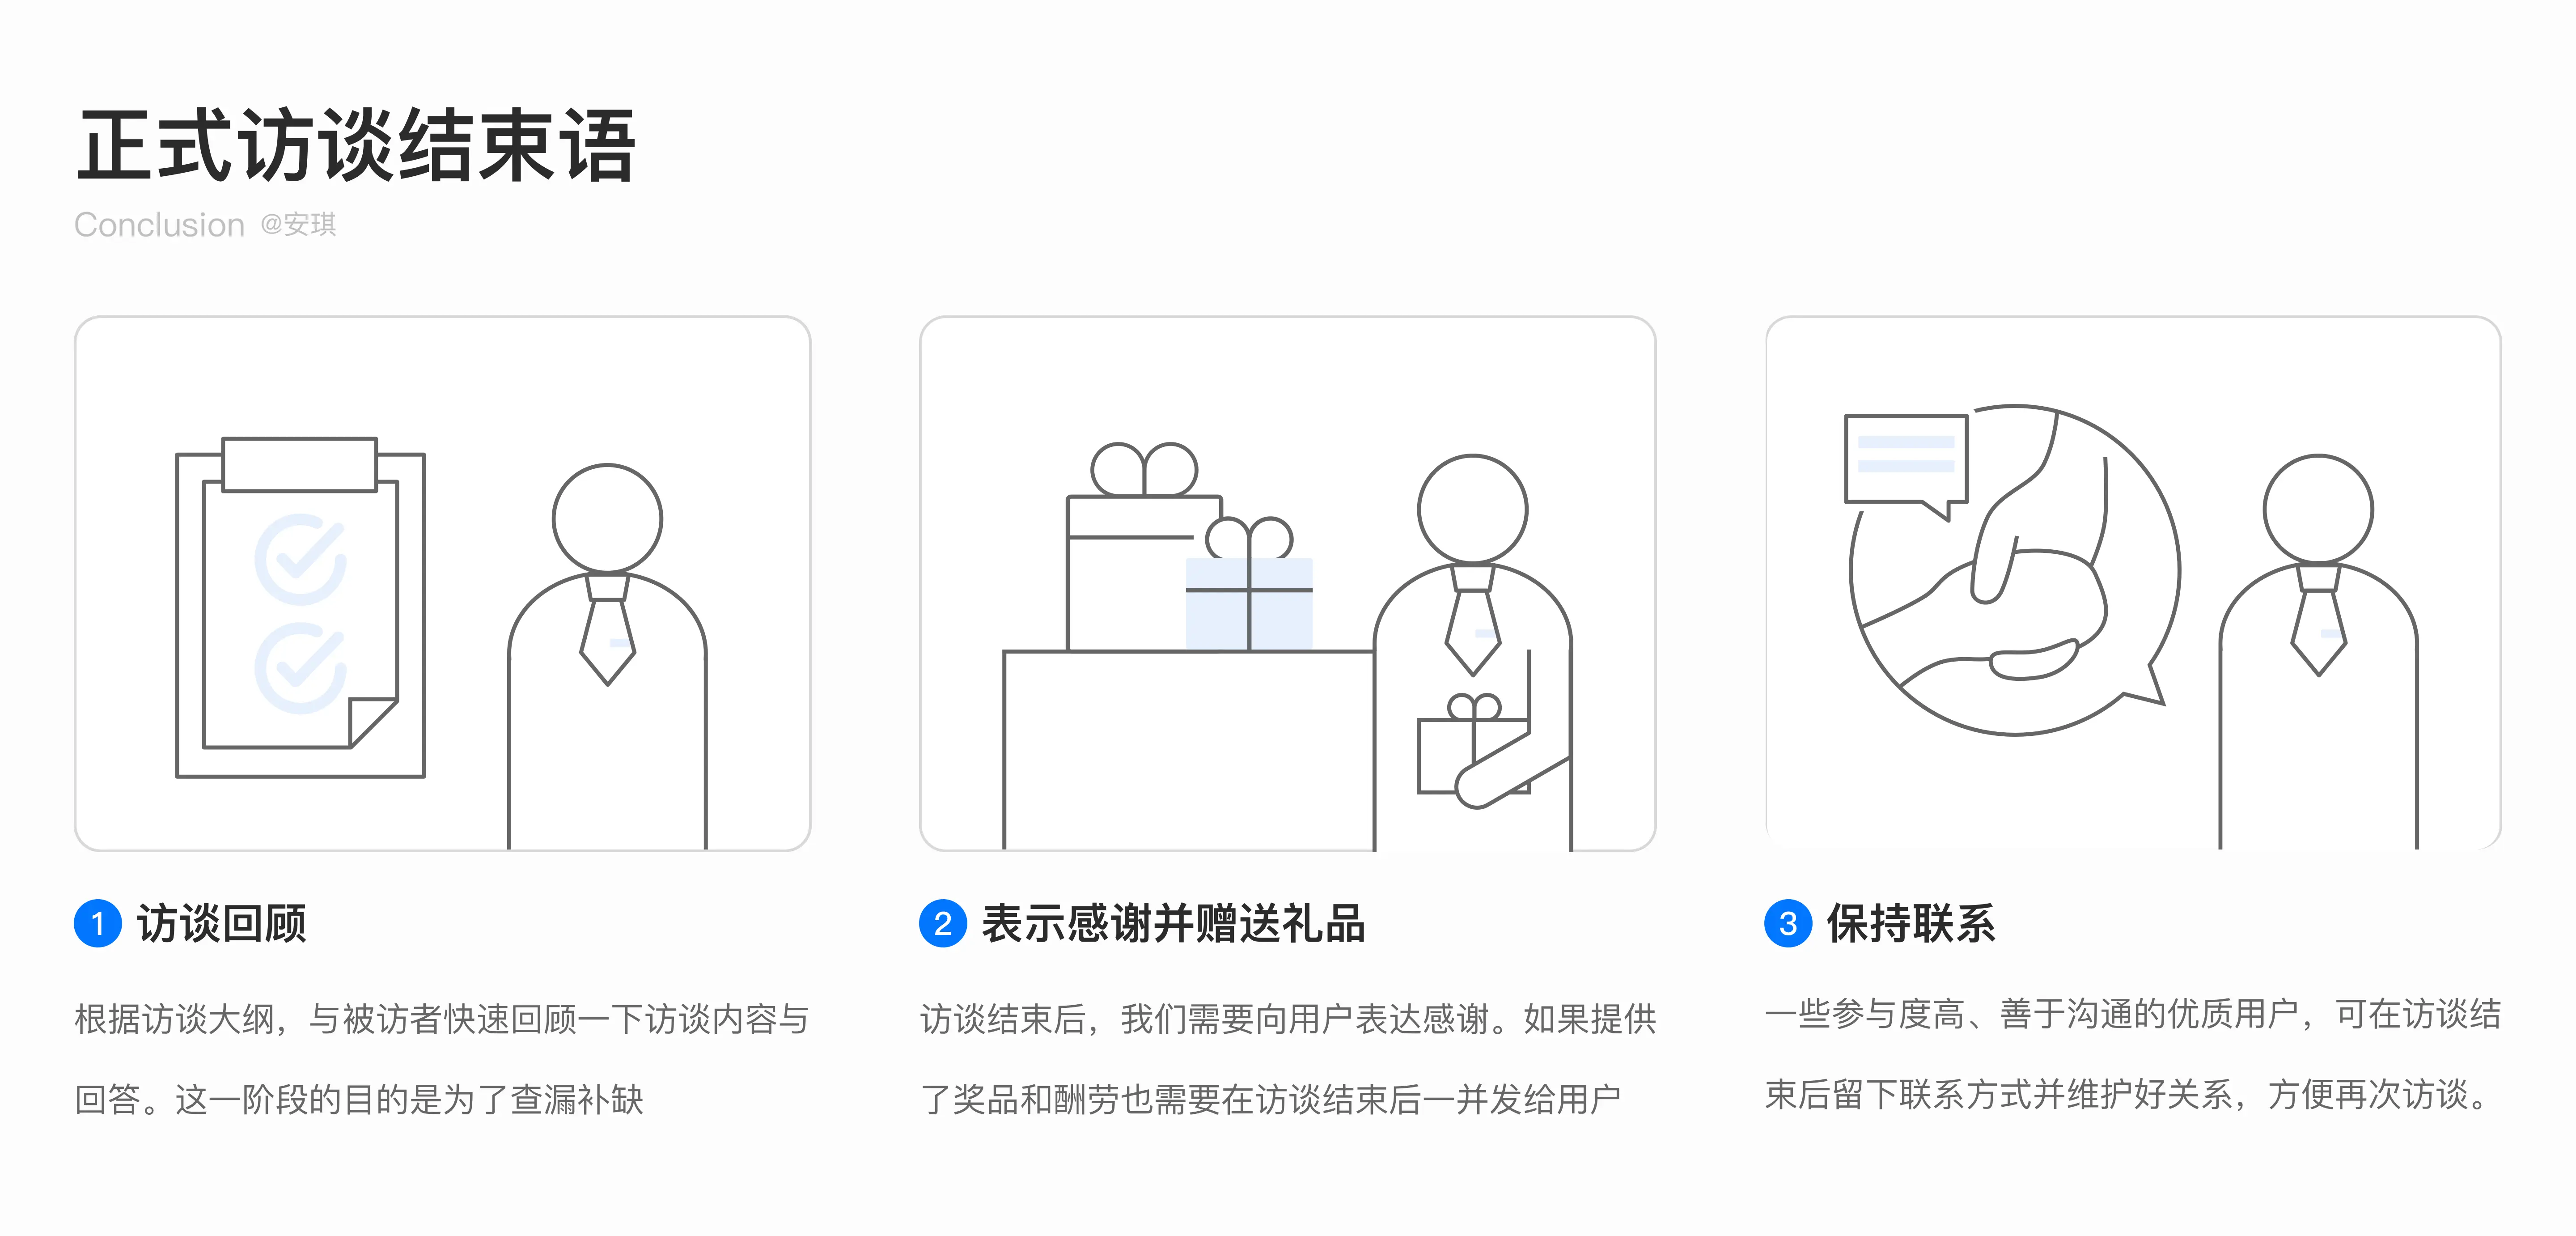 正式访谈结束语
Conclusion @安琪
1 访谈回顾
根据访谈大纲，与被访者快速回顾一下访谈内容与
回答。这一阶段的目的是为了查漏补缺
2 表示感谢并赠送礼品
访谈结束后，我们需要向用户表达感谢。如果提供
了奖品和酬劳也需要在访谈结束后一并发给用户
3 保持联系
一些参与度高、善于沟通的优质用户，可在访谈结
束后留下联系方式并维护好关系，方便再次访谈。